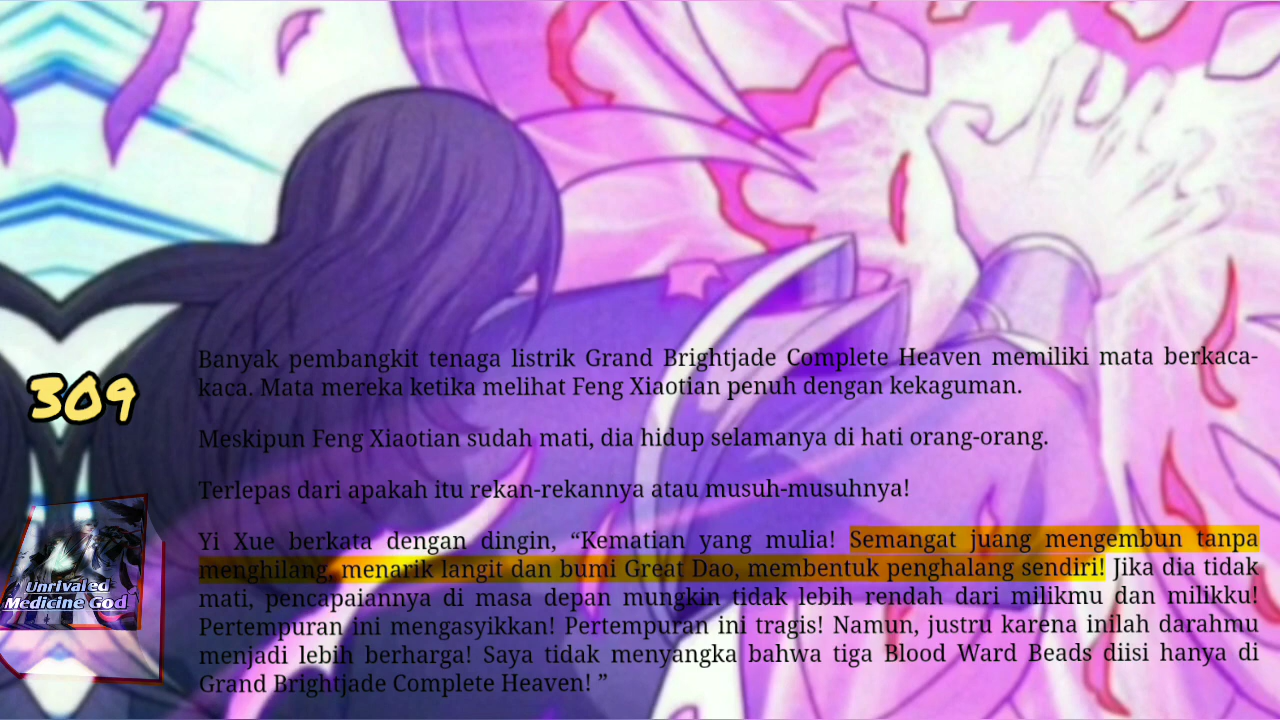 Banyak pembangkit tenaga listrik Grand Brightjade Complete Heaven memiliki mata berkaca-
kaca. Mata mereka ketika melihat Feng Xiaotian penuh dengan kekaguman.
Meskipun Feng Xiaotian sudah mati, dia hidup selamanya di hati orang-orang.
Terlepas dari apakah itu rekan-rekannya atau musuh-musuhnya!
Yi Xue berkata dengan dingin, “Kematian yang mulia! Semangat juang mengembun tanpa
menghilang, menarik langit dan bumi Great Dao, membentuk penghalang sendiri! Jika dia tidak
mati, pencapaiannya di masa depan mungkin tidak lebih rendah dari milikmu dan milikku!
Pertempuran ini mengasyikkan! Pertempuran ini tragis! Namun, justru karena inilah darahmu
menjadi lebih berharga! Saya tidak menyangka bahwa tiga Blood Ward Beads diisi hanya di
Grand Brightjade Complete Heaven! ”
309
Unrivaled
Medicine God